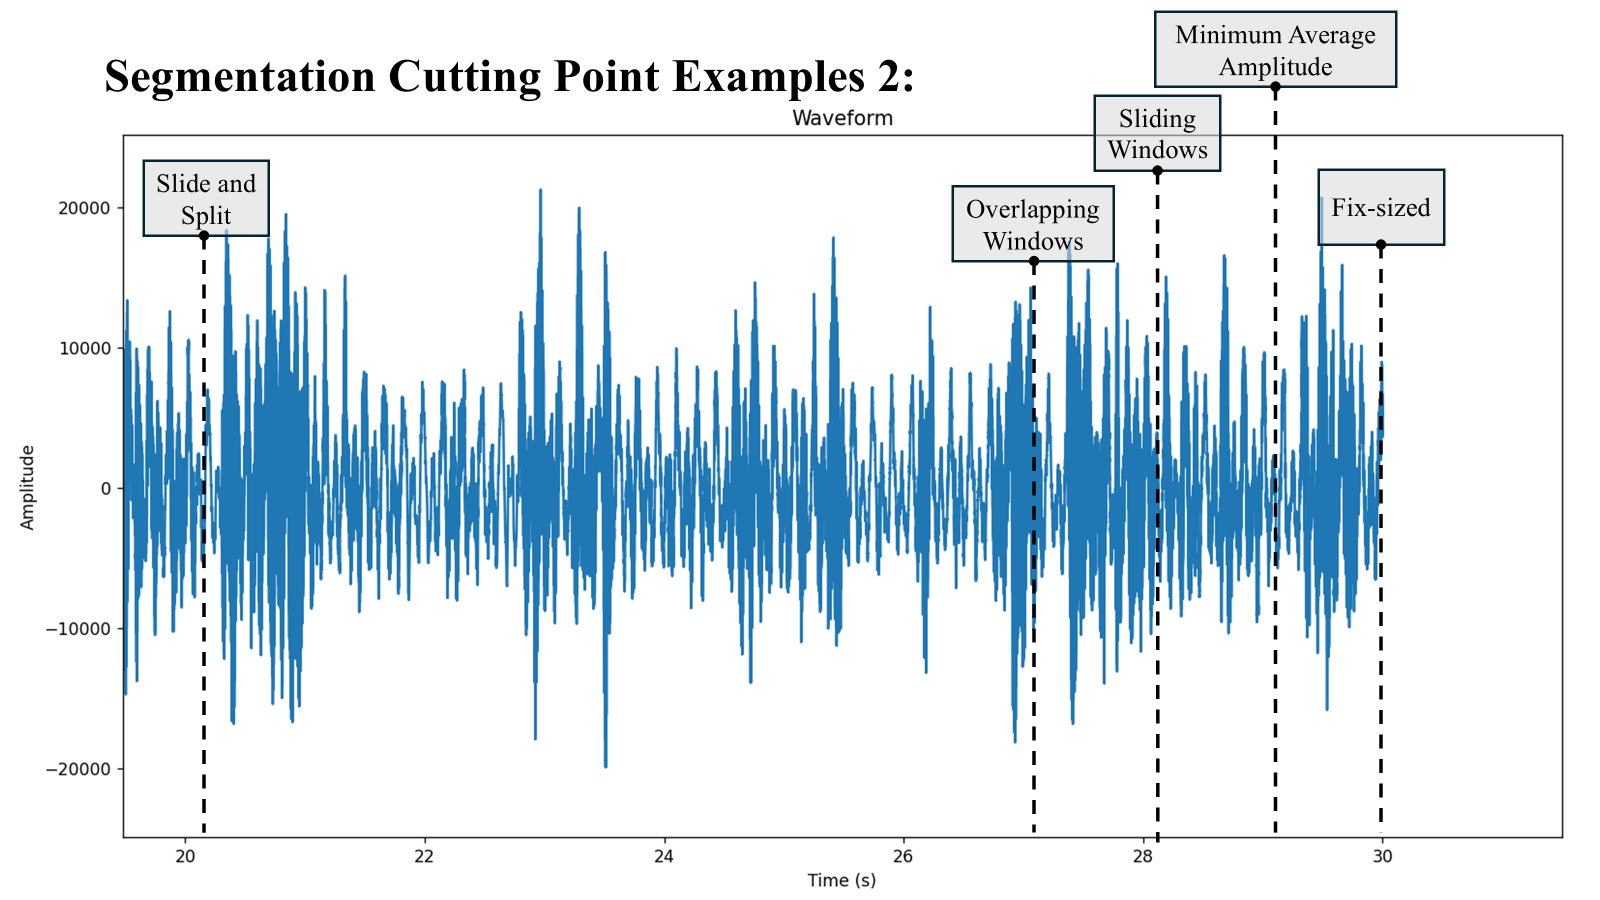 Minimum Average
Amplitude
Segmentation Cutting Point Examples 2:
Sliding
Windows
Waveform
Slide and
Split
Overlapping
Windows
Fix-sized
20000
10000
0
−10000
−20000
Amplitude
20
22
24
26
28
30
Time (s)